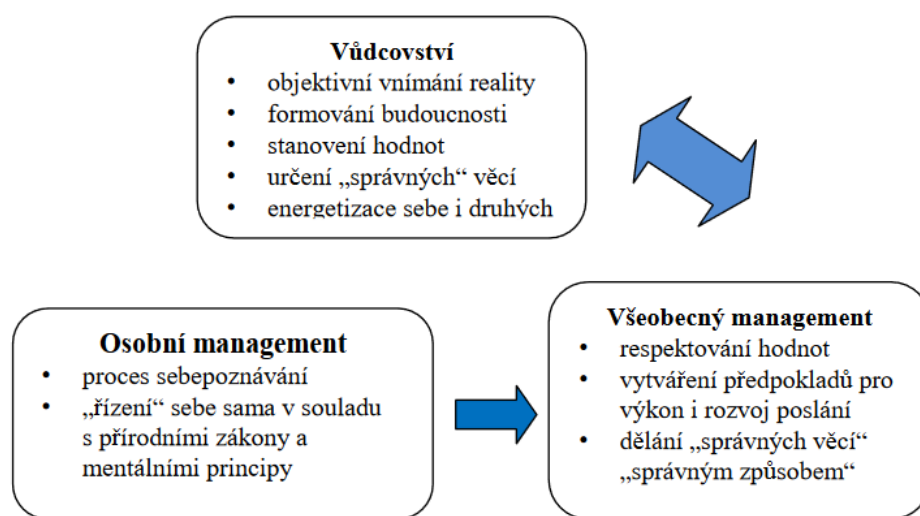 Vůdcovství
• objektivní vnímání reality
• formování budoucnosti
• stanovení hodnot
• určení „správných“ věcí
• energetizace sebe i druhých
Osobní management
• proces sebepoznávání
• „řízení“ sebe sama v souladu
s přírodními zákony a
mentálními principy
Všeobecný management
• respektování hodnot
• vytváření předpokladů pro
výkon i rozvoj poslání
• dělání „správných věcí“
„správným způsobem“